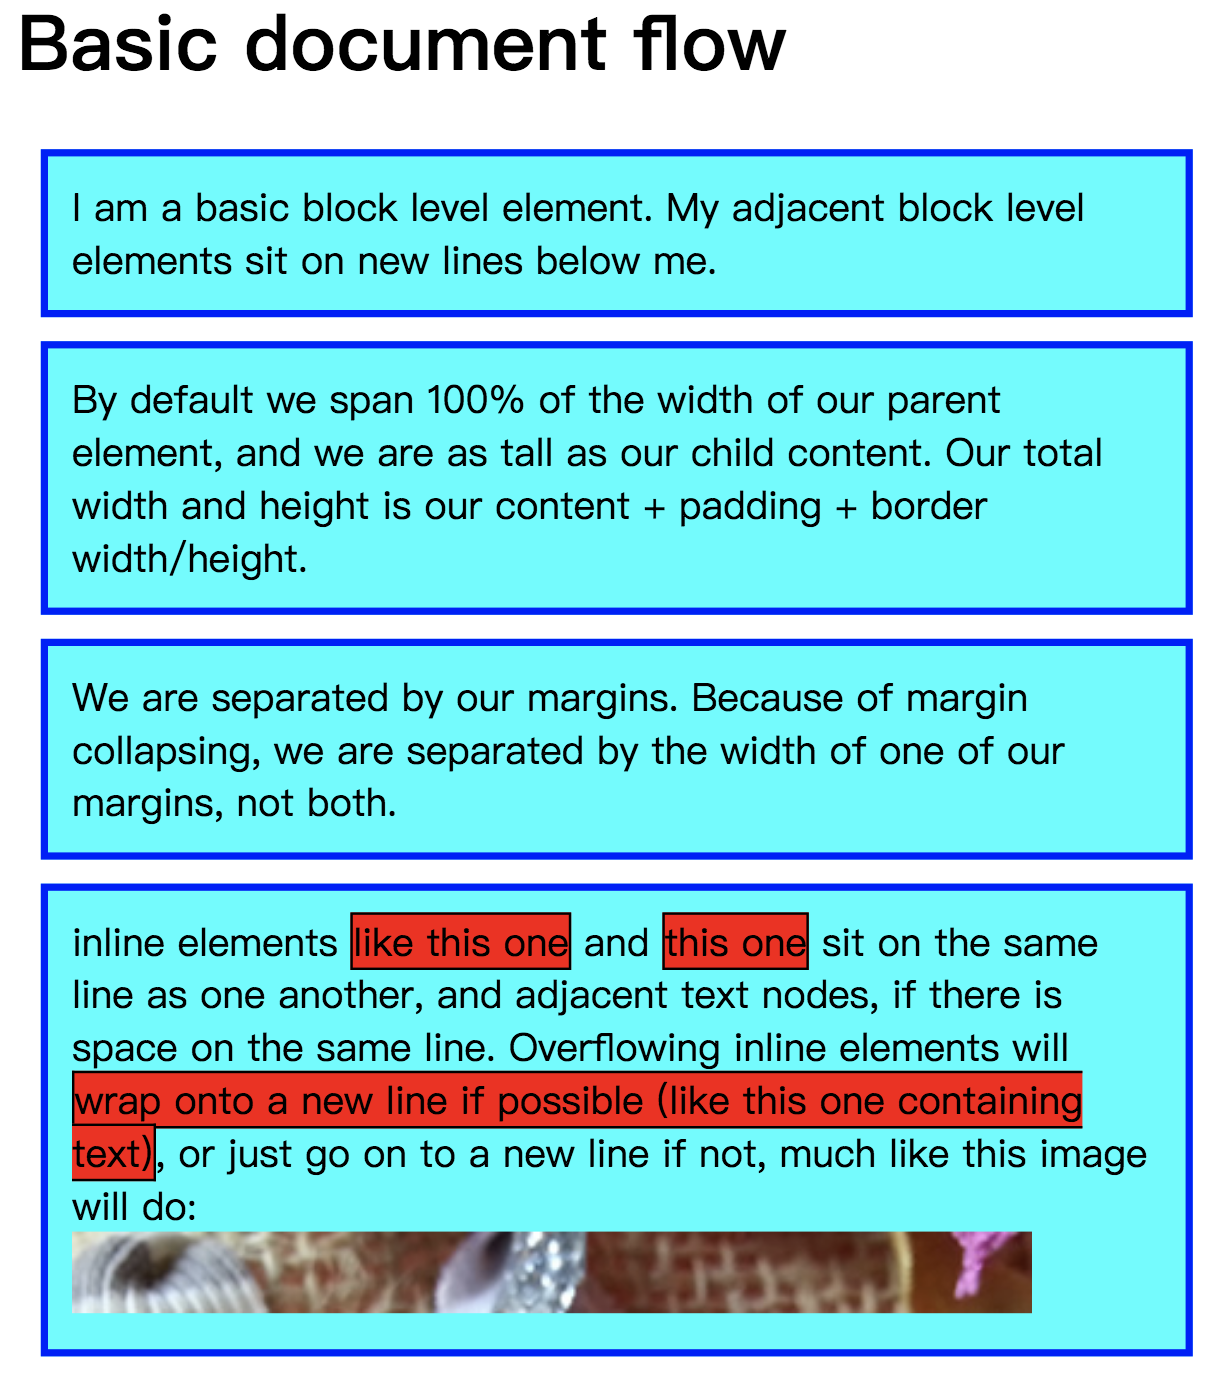 Basic document flow
I am a basic block level element. My adjacent block level
elements sit on new lines below me.
By default we span 100% of the width of our parent
element, and we are as tall as our child content. Our total
width and height is our content + padding + border
width/height.
We are separated by our margins. Because of margin
collapsing, we are separated by the width of one of our
margins, not both.
inline elements like this one and this one sit on the same
line as one another, and adjacent text nodes, if there is
space on the same line. Overflowing inline elements will
wrap onto a new line if possible (like this one containing
text), or just go on to a new line if not, much like this image
will do: